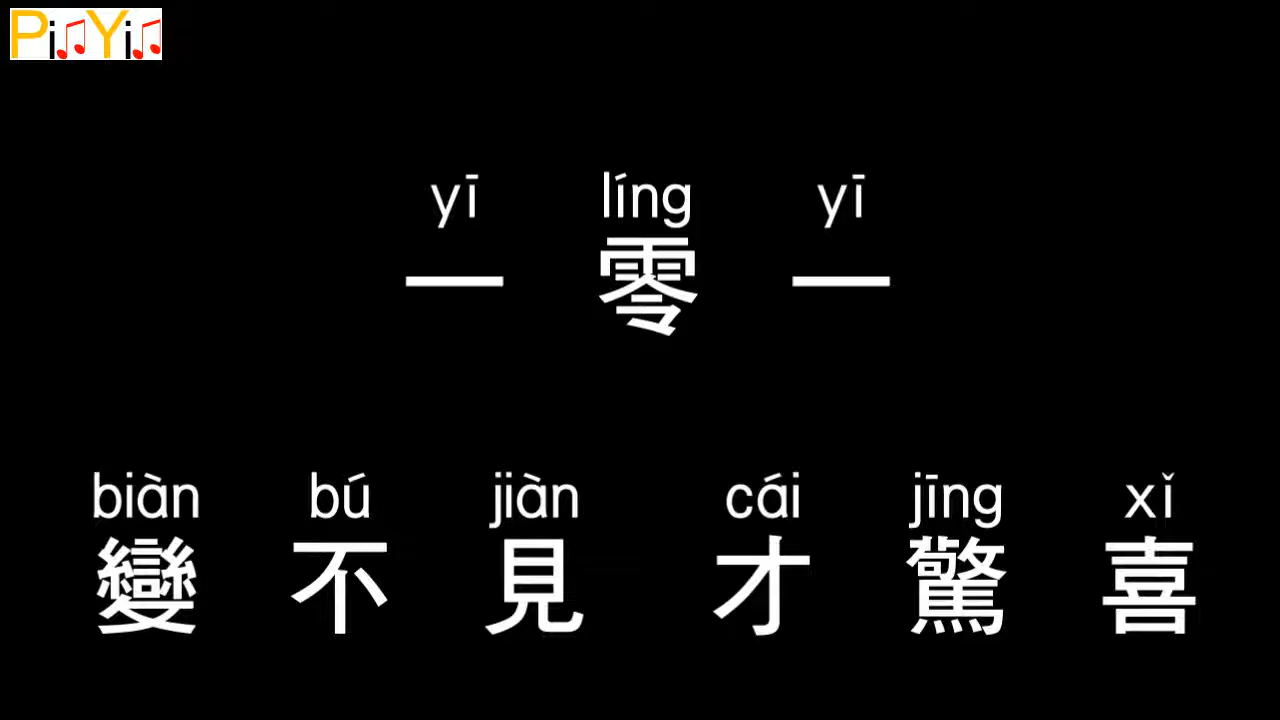 PinYin
yī líng yī
一 零 一
biàn bú jiàn cái jīng xǐ
變 不 見 才 驚 喜